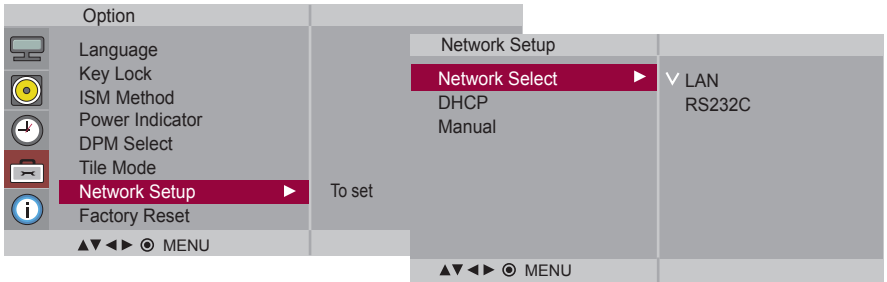 Option
Language
Key Lock
ISM Method
Power Indicator
DPM Select
Tile Mode
Network Setup ► To set
Factory Reset
▲▼◄► ◉ MENU
Network Setup
Network Select ► ✓ LAN
DHCP RS232C
Manual
▲▼◄► ◉ MENU